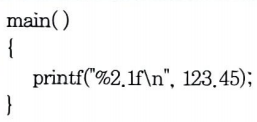 main( )
{
printf("%2.1f\n", 123.45);
}